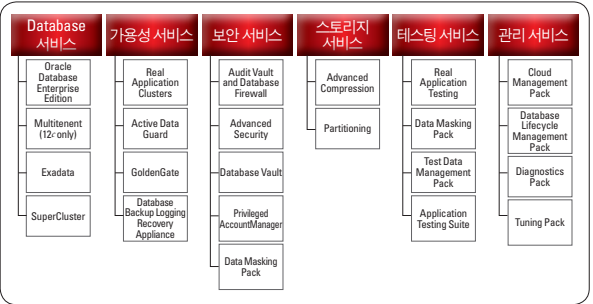 Database
서비스
Oracle
Database
Enterprise
Edition
Multitenent
(12c only)
Exadata
SuperCluster
가용성 서비스
Real
Application
Clusters
Active Data
Guard
GoldenGate
Database
Backup Logging
Recovery
Appliance
보안 서비스
Audit Vault
and Database
Firewall
Advanced
Security
Database Vault
Privileged
AccountManager
Data Masking
Pack
스토리지
서비스
Advanced
Compression
Partitioning
테스팅 서비스
Real
Application
Testing
Data Masking
Pack
Test Data
Management
Pack
Application
Testing Suite
관리 서비스
Cloud
Management
Pack
Database
Lifecycle
Management
Pack
Diagnostics
Pack
Tuning Pack